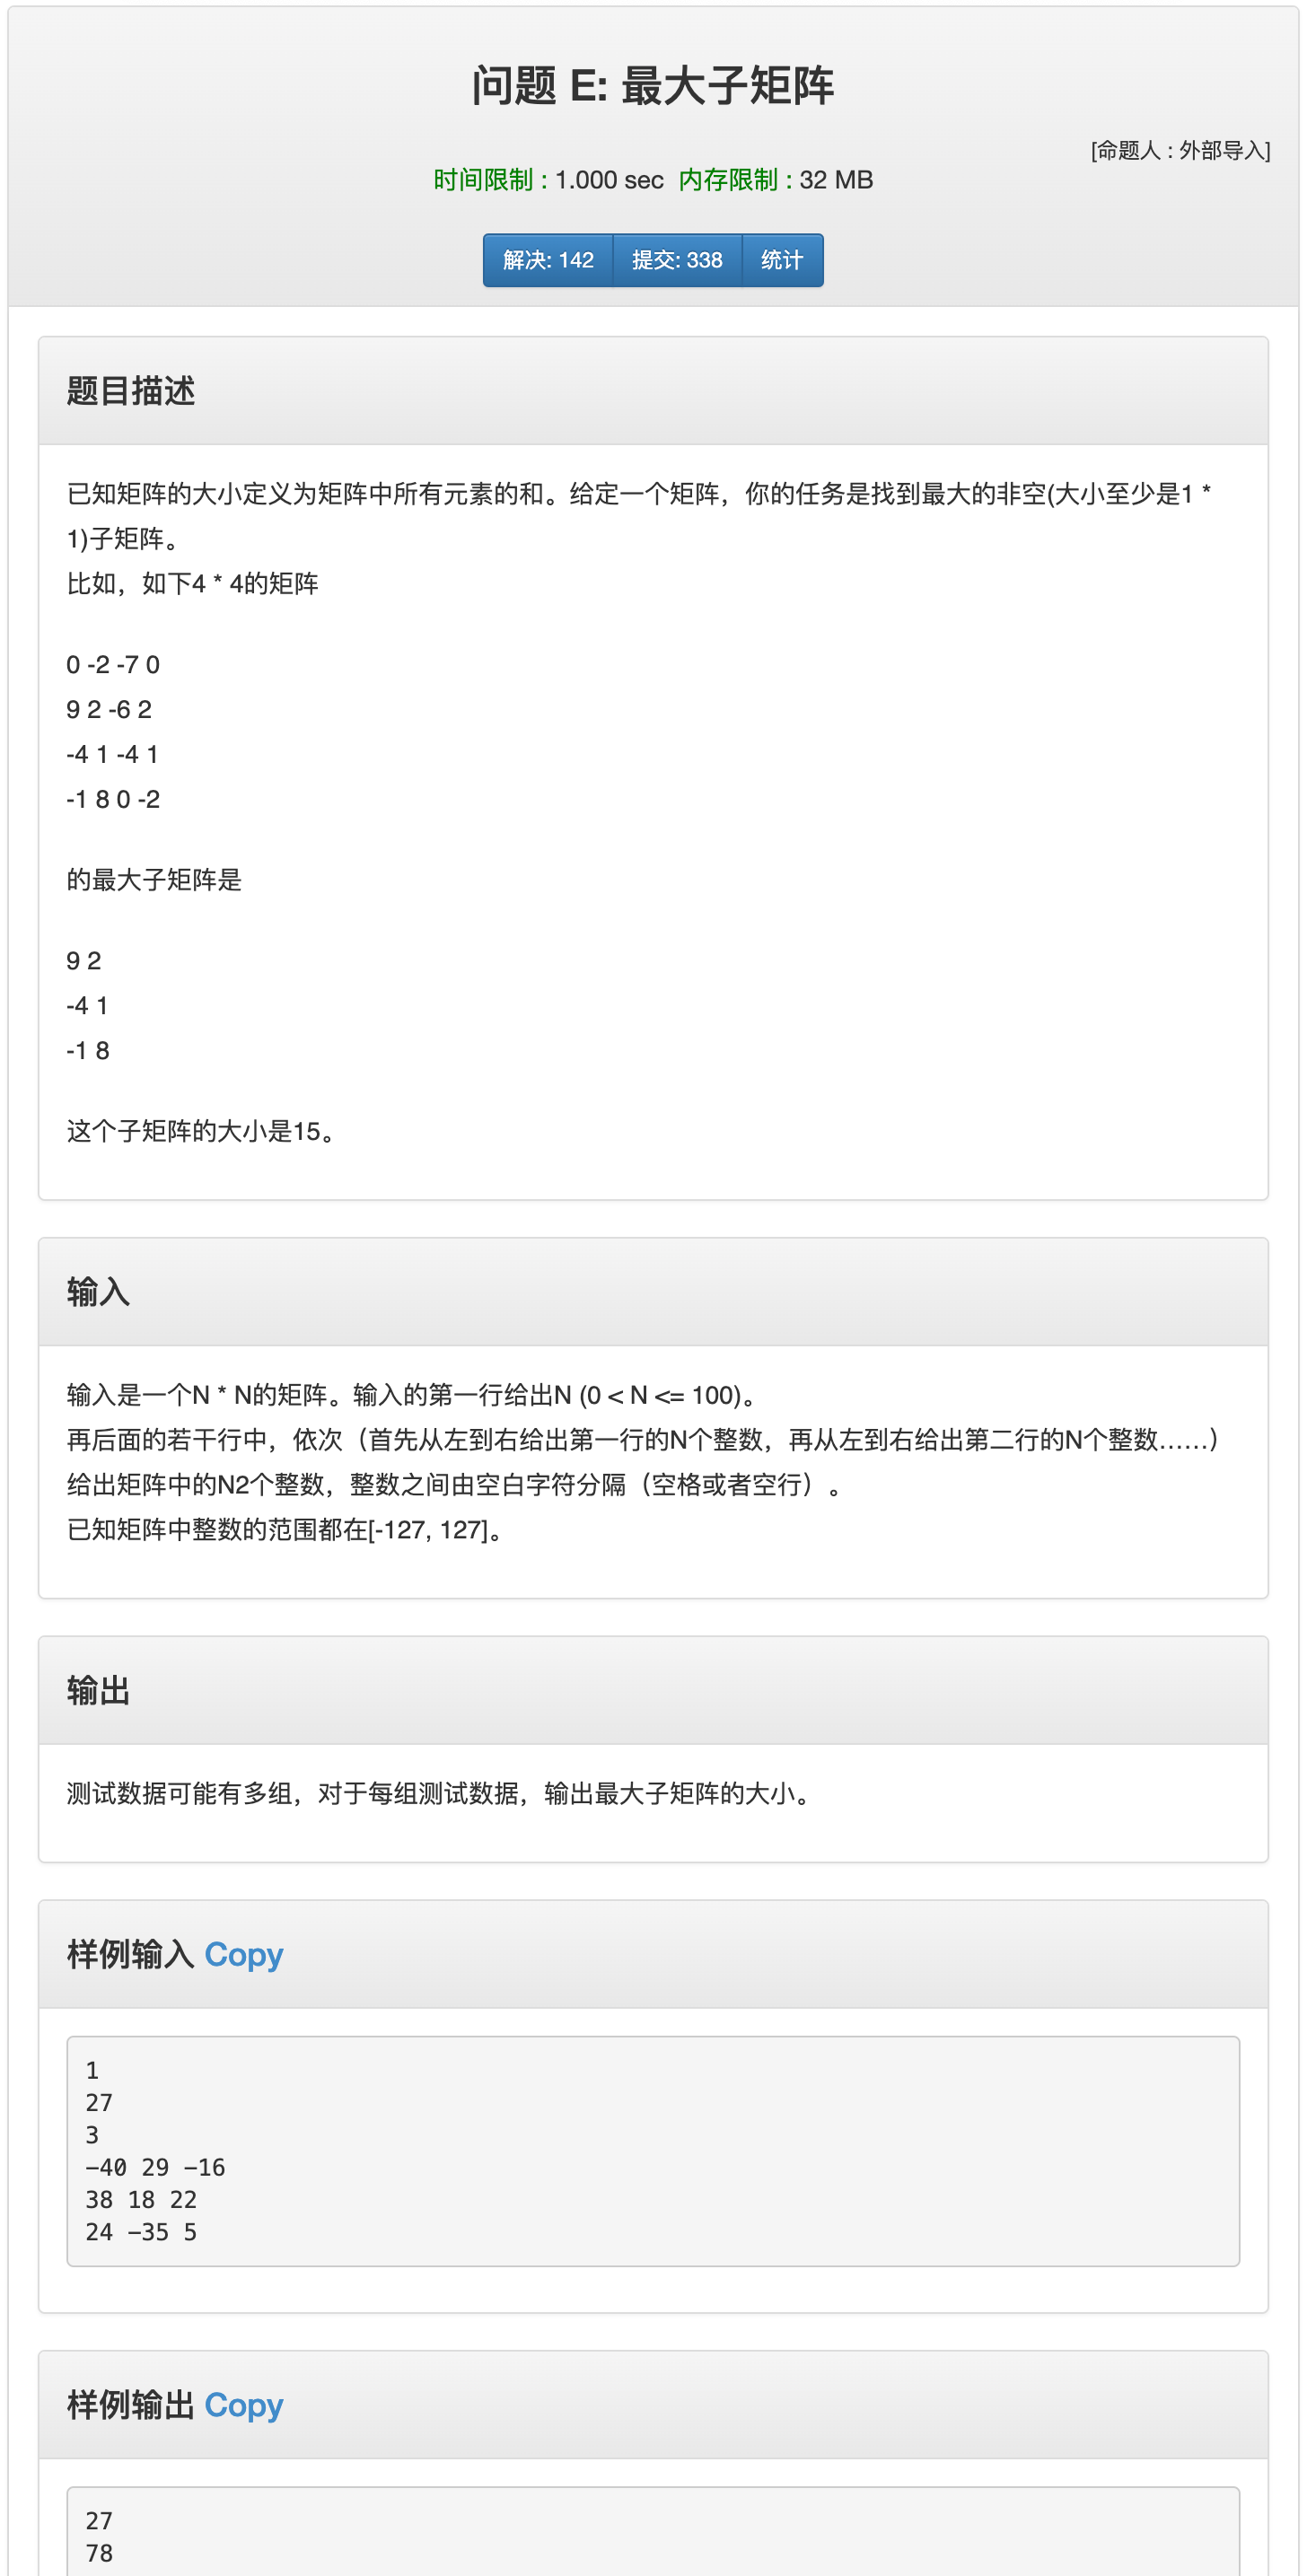 问题 E: 最大子矩阵
[命题人 : 外部导入]
时间限制 : 1.000 sec 内存限制 : 32 MB
解决: 142 提交: 338 统计
题目描述
已知矩阵的大小定义为矩阵中所有元素的和。给定一个矩阵，你的任务是找到最大的非空(大小至少是1 *
1)子矩阵。
比如，如下4 * 4的矩阵
0 -2 -7 0
9 2 -6 2
-4 1 -4 1
-1 8 0 -2
的最大子矩阵是
9 2
-4 1
-1 8
这个子矩阵的大小是15。
输入
输入是一个N * N的矩阵。输入的第一行给出N (0 < N <= 100)。
再后面的若干行中，依次（首先从左到右给出第一行的N个整数，再从左到右给出第二行的N个整数……）
给出矩阵中的N2个整数，整数之间由空白字符分隔（空格或者空行）。
已知矩阵中整数的范围都在[-127, 127]。
输出
测试数据可能有多组，对于每组测试数据，输出最大子矩阵的大小。
样例输入 Copy
1
27
3
-40 29 -16
38 18 22
24 -35 5
样例输出 Copy
27
78